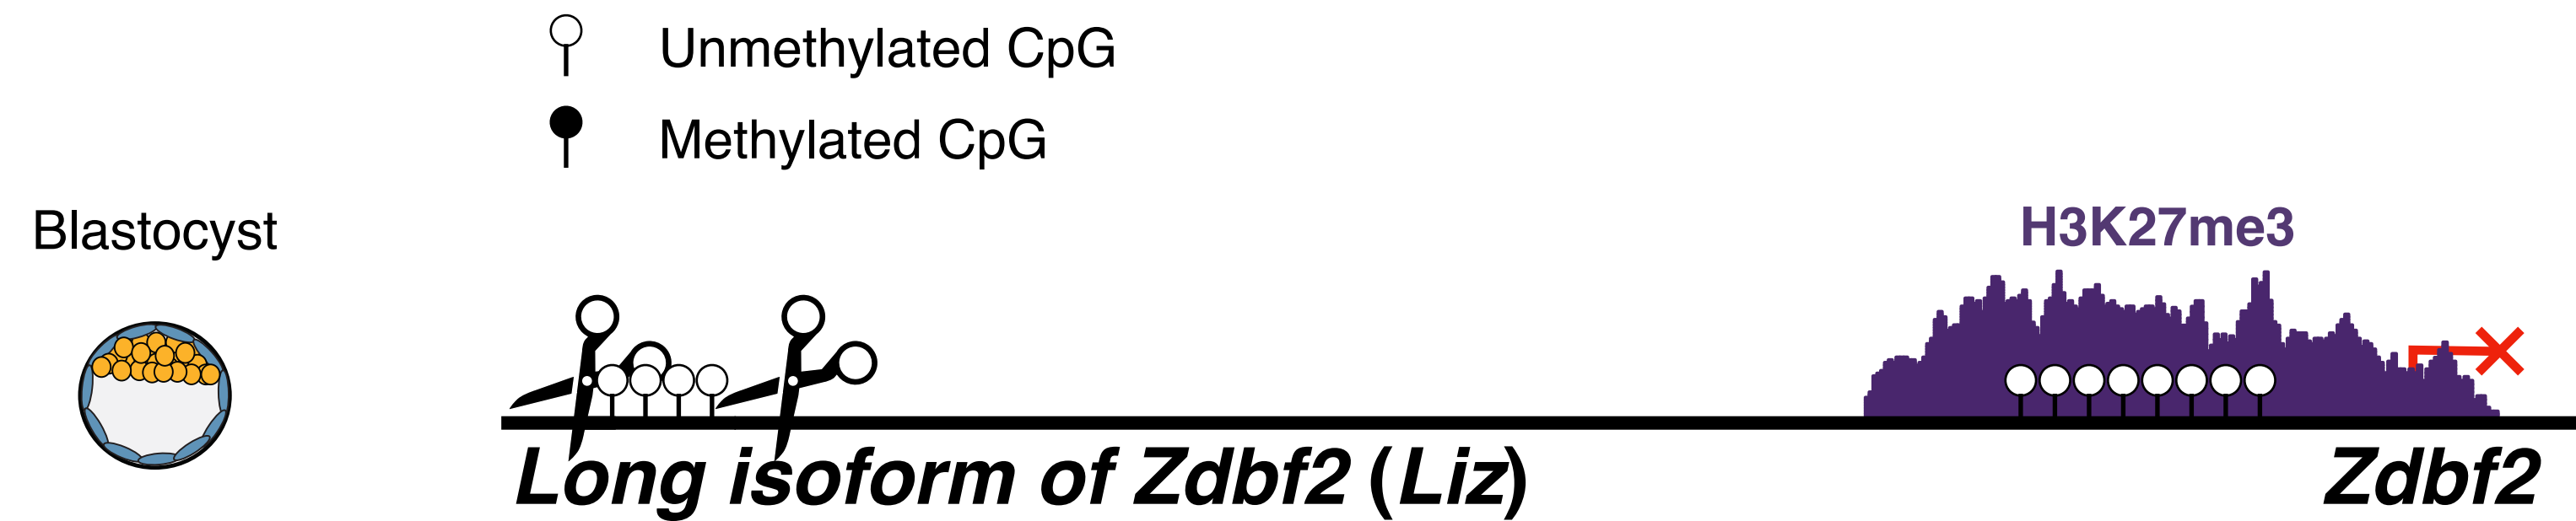 Unmethylated CpG
Methylated CpG
Blastocyst
H3K27me3
Long isoform of Zdbf2 (Liz)
Zdbf2